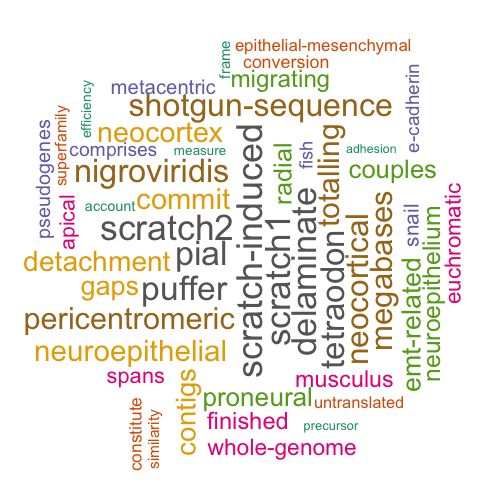 epithelial-mesenchymal
frame
conversion
migrating
metacentric
e-cadherin
efficiency
shotgun-sequence
superfamily
pseudogenes
neocortex
comprises
measure
radial
fish
totalling
adhesion
nigroviridis
couples
apical
account
commit
scratch-induced
scratch1
delaminate
tetraodon
neocortical
megabases
snail
euchromatic
scratch2
pial
detachment
gaps
puffer
emt-related
neuroepithelium
pericentromeric
neuroepithelial
spans
contigs
musculus
proneural
untranslated
constitute
similarity
finished
precursor
whole-genome